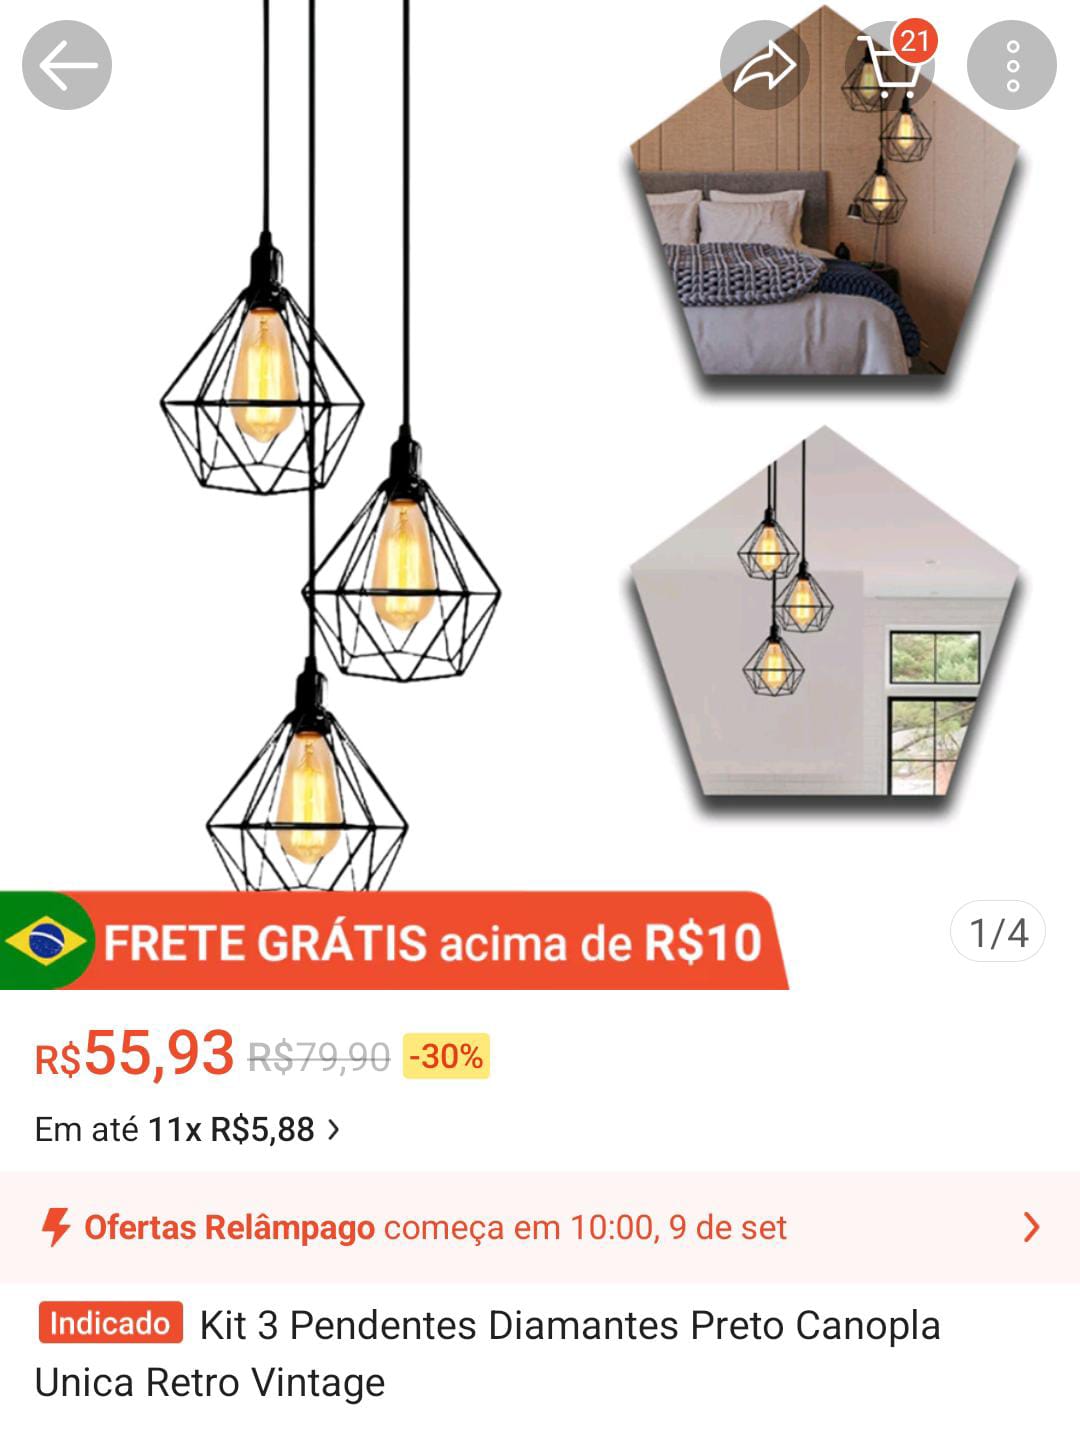 21
FRETE GRÁTIS acima de R$10
1/4
R$55,93 R$79,90 -30%
Em até 11x R$5,88 >
Ofertas Relâmpago começa em 10:00, 9 de set
Indicado Kit 3 Pendentes Diamantes Preto Canopla
Unica Retro Vintage